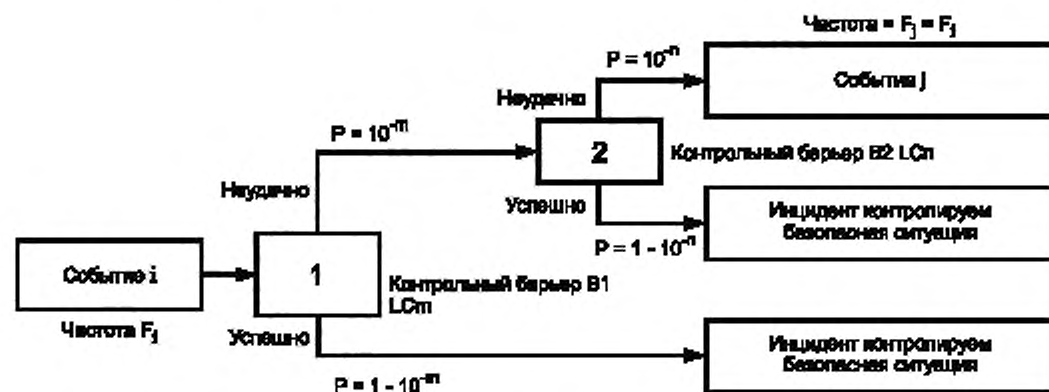 Частота = Fj = Fi
P = 10⁻ⁿ
Событие j
Неудачно
P = 10⁻ᵐ
2
Контрольный барьер B2 LCn
Неудачно
Успешно
Инцидент контролируем
безопасная ситуация
P = 1 - 10⁻ⁿ
Событие i
1
Контрольный барьер B1
LCm
Частота Fi
Успешно
Инцидент контролируем
безопасная ситуация
P = 1 - 10⁻ᵐ